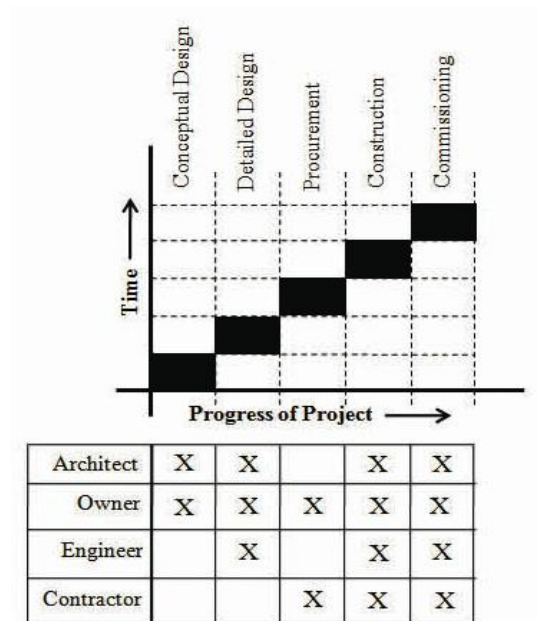 Conceptual Design
Detailed Design
Procurement
Construction
Commissioning
Time
Progress of Project
Architect X X X X
Owner X X X X X
Engineer X X X
Contractor X X X